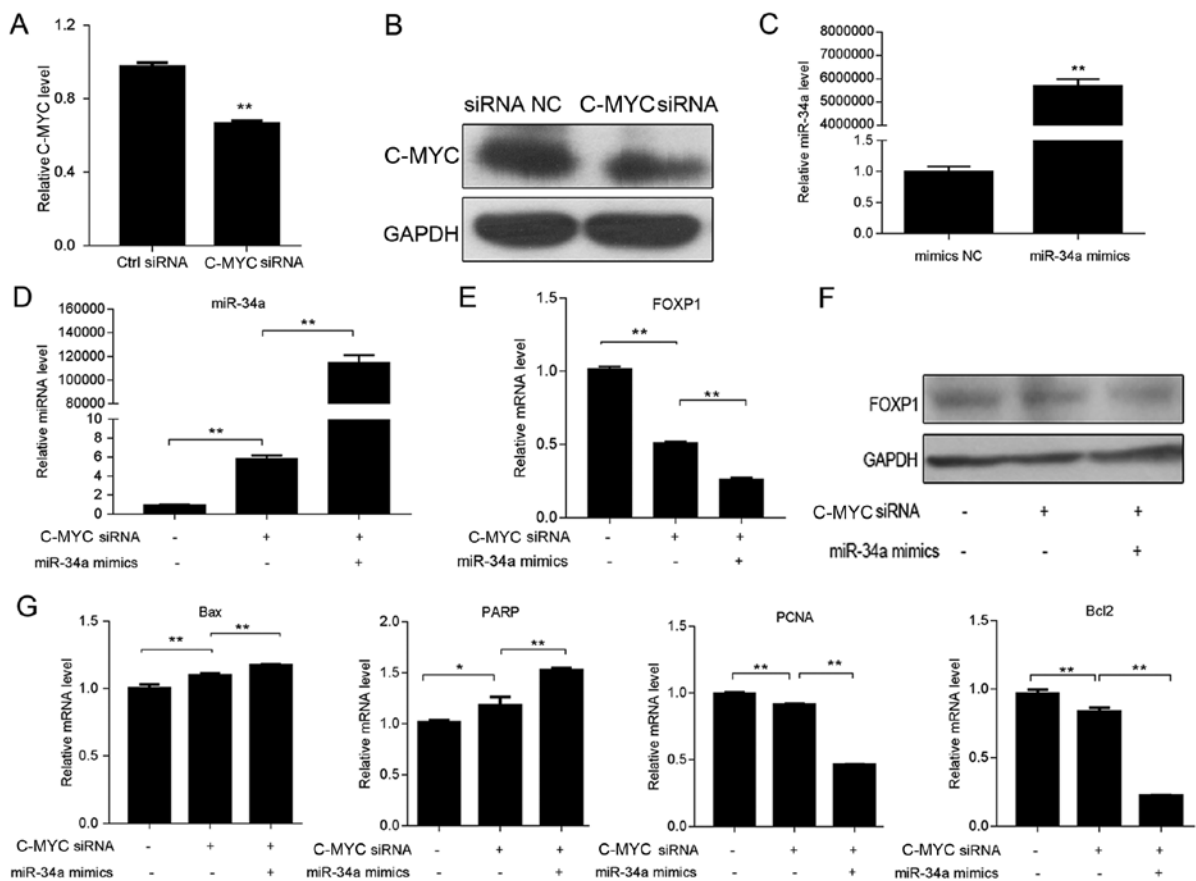 A
Relative C-MYC level
1.2
0.8
0.4
0.0
**
Ctrl siRNA
C-MYC siRNA
B
siRNA NC
C-MYC siRNA
C-MYC
GAPDH
C
Relative miR-34a level
8000000
7000000
6000000
5000000
4000000
1.5
1.0
0.5
0.0
**
mimics NC
miR-34a mimics
D
miR-34a
Relative miRNA level
160000
140000
120000
100000
80000
10
8
6
4
2
0
**
**
C-MYC siRNA - + +
miR-34a mimics - - +
E
FOXP1
Relative mRNA level
1.5
1.0
0.5
0.0
**
**
C-MYC siRNA - + +
miR-34a mimics - - +
F
FOXP1
GAPDH
C-MYC siRNA - + +
miR-34a mimics - - +
G
Bax
Relative mRNA level
1.5
1.0
0.5
0.0
**
**
C-MYC siRNA - + +
miR-34a mimics - - +
PARP
Relative mRNA level
2.0
1.5
1.0
0.5
0.0
*
**
C-MYC siRNA - + +
miR-34a mimics - - +
PCNA
Relative mRNA level
1.5
1.0
0.5
0.0
**
**
C-MYC siRNA - + +
miR-34a mimics - - +
Bcl2
Relative mRNA level
1.5
1.0
0.5
0.0
**
**
C-MYC siRNA - + +
miR-34a mimics - - +